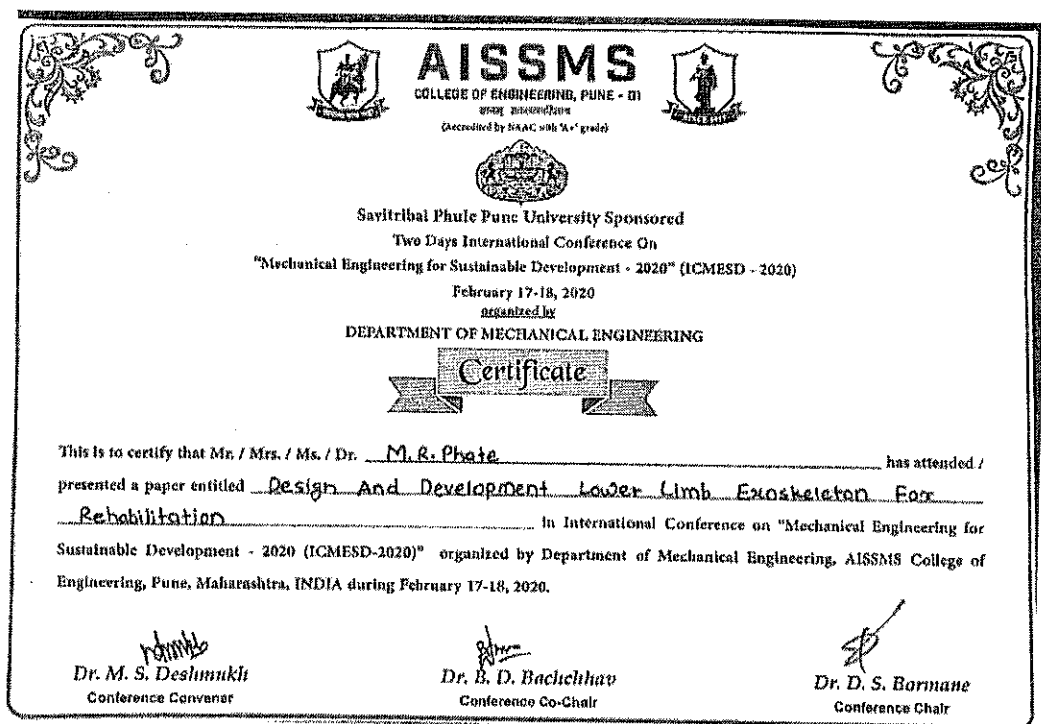 AISSMS
COLLEGE OF ENGINEERING, PUNE - 01
(Accredited by NAAC with 'A+' grade)
Savitribai Phule Pune University Sponsored
Two Days International Conference On
"Mechanical Engineering for Sustainable Development - 2020" (ICMESD - 2020)
February 17-18, 2020
organized by
DEPARTMENT OF MECHANICAL ENGINEERING
Certificate
This is to certify that Mr. / Mrs. / Ms. / Dr. M. R. Phate has attended /
presented a paper entitled Design And Development Lower Limb Exoskeleton For
Rehabilitation in International Conference on "Mechanical Engineering for
Sustainable Development - 2020 (ICMESD-2020)" organized by Department of Mechanical Engineering, AISSMS College of
Engineering, Pune, Maharashtra, INDIA during February 17-18, 2020.
Dr. M. S. Deshmukh Dr. B. D. Bachchhav Dr. D. S. Bormane
Conference Convener Conference Co-Chair Conference Chair